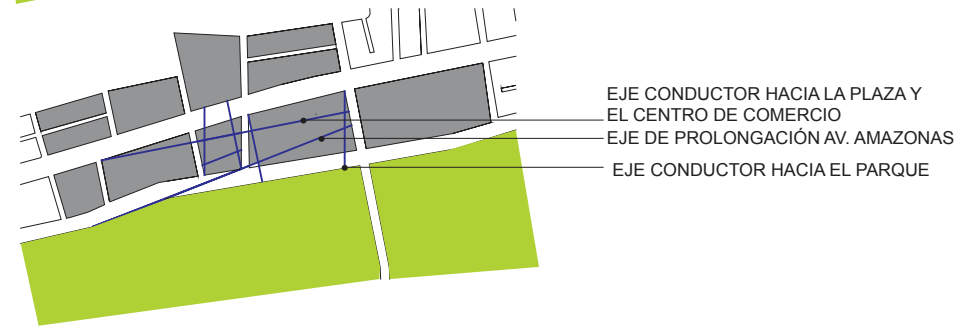 EJE CONDUCTOR HACIA LA PLAZA Y
EL CENTRO DE COMERCIO
EJE DE PROLONGACIÓN AV. AMAZONAS
EJE CONDUCTOR HACIA EL PARQUE